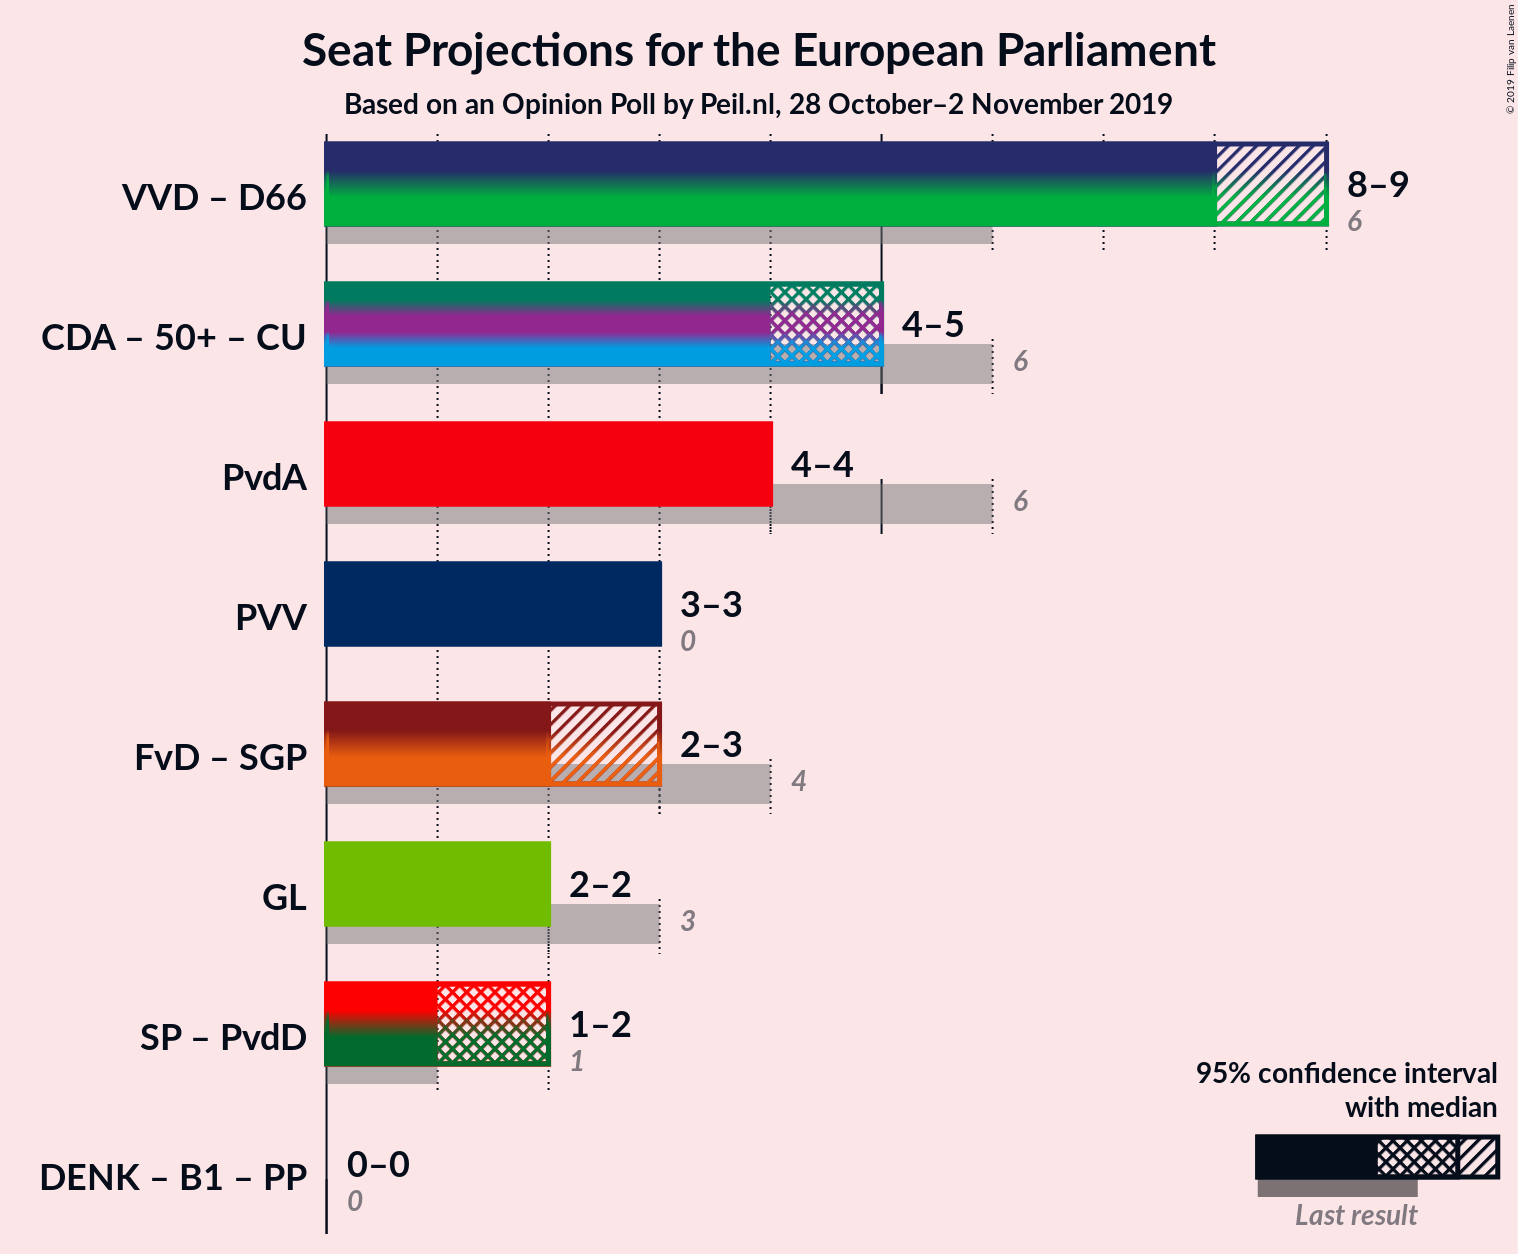 Seat Projections for the European Parliament
Based on an Opinion Poll by Peil.nl, 28 October–2 November 2019
© 2019 Filip van Laenen
VVD – D66
8–9
6
CDA – 50+ – CU
4–5
6
PvdA
4–4
6
PVV
3–3
0
FvD – SGP
2–3
4
GL
2–2
3
SP – PvdD
1–2
1
DENK – B1 – PP
0–0
0
95% confidence interval
with median
Last result